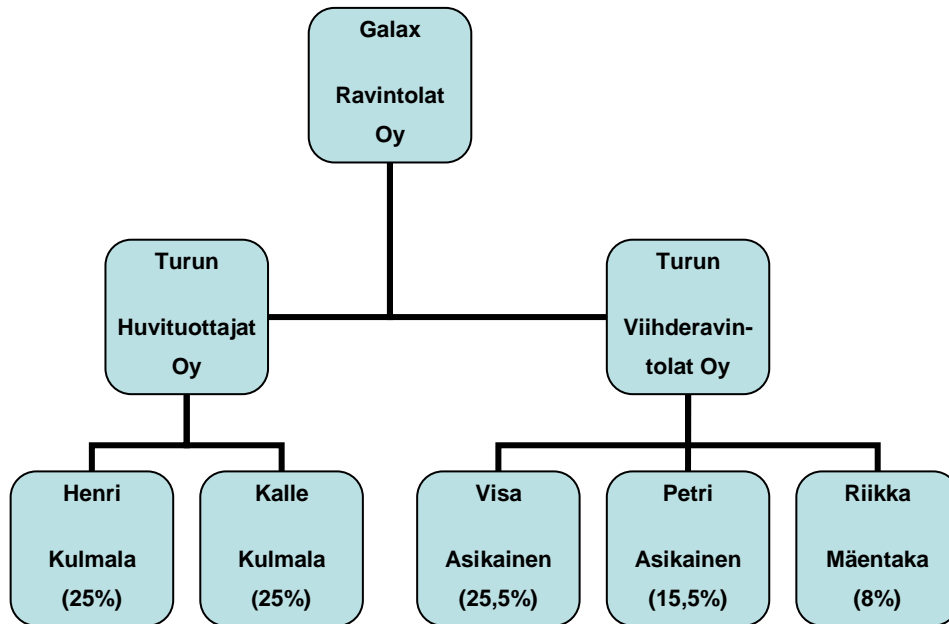 Galax
Ravintolat
Oy
Turun
Huvituottajat
Oy
Turun
Viihderavin-
tolat Oy
Henri
Kulmala
(25%)
Kalle
Kulmala
(25%)
Visa
Asikainen
(25,5%)
Petri
Asikainen
(15,5%)
Riikka
Mäentaka
(8%)